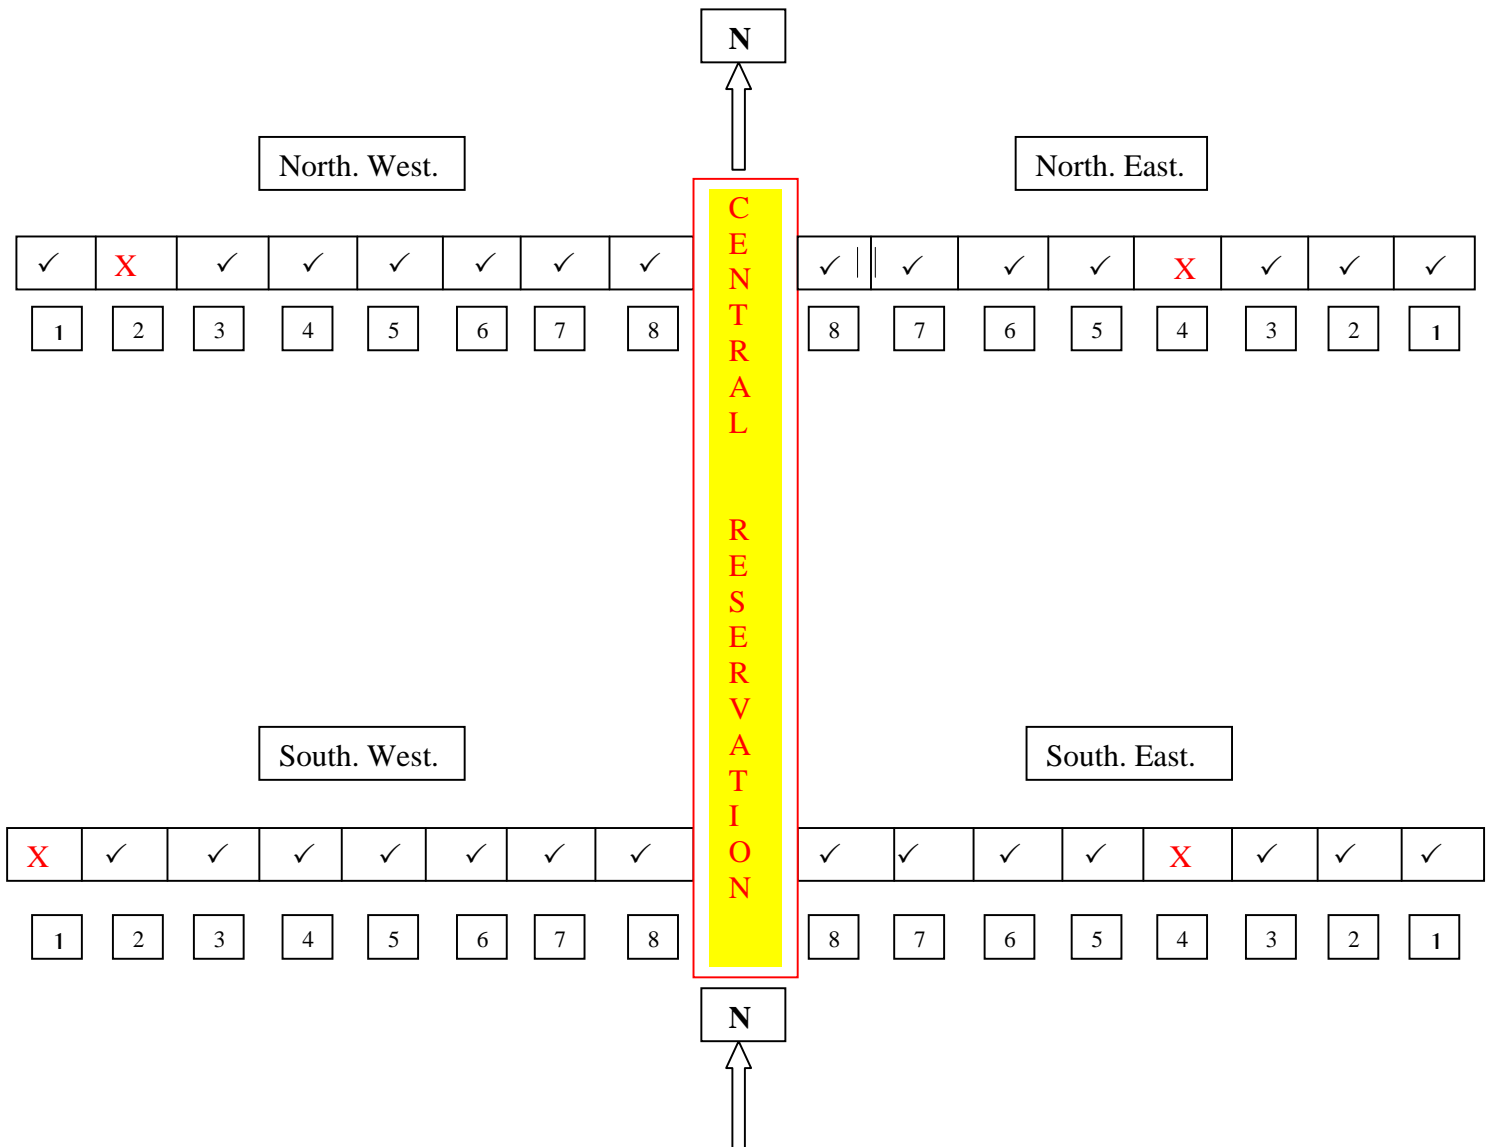 N
North. West.
North. East.
✓ X ✓ ✓ ✓ ✓ ✓ ✓
✓ ✓ ✓ ✓ X ✓ ✓ ✓
1 2 3 4 5 6 7 8
8 7 6 5 4 3 2 1
CENTRAL
RESERVATION
South. West.
South. East.
X ✓ ✓ ✓ ✓ ✓ ✓ ✓
✓ ✓ ✓ ✓ X ✓ ✓ ✓
1 2 3 4 5 6 7 8
8 7 6 5 4 3 2 1
N